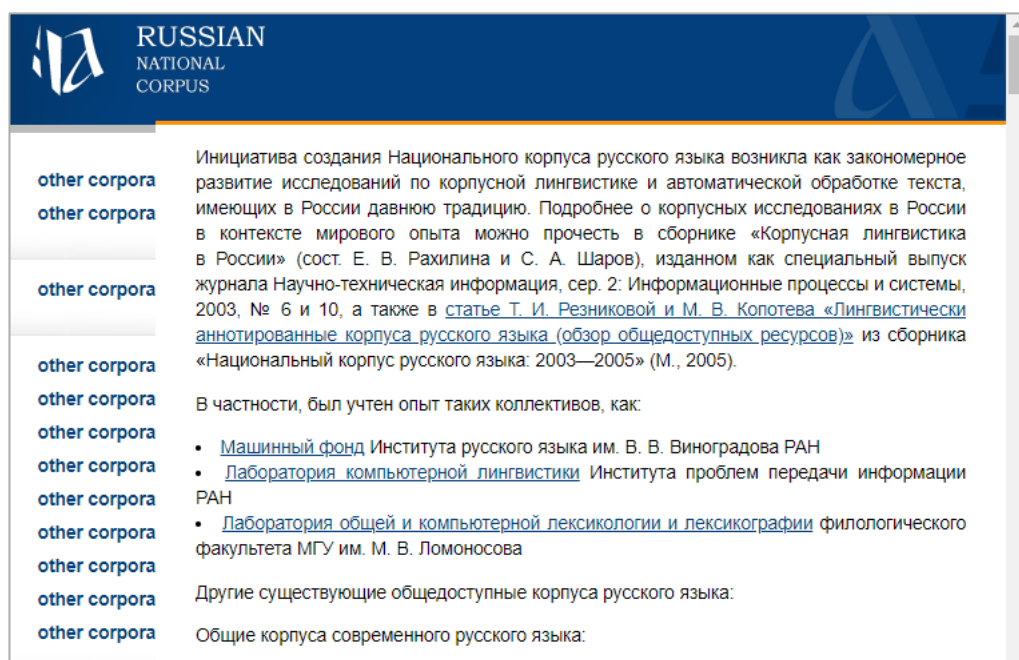 RUSSIAN
NATIONAL
CORPUS
other corpora
other corpora
other corpora
other corpora
other corpora
other corpora
other corpora
other corpora
other corpora
other corpora
other corpora
other corpora
Инициатива создания Национального корпуса русского языка возникла как закономерное
развитие исследований по корпусной лингвистике и автоматической обработке текста,
имеющих в России давнюю традицию. Подробнее о корпусных исследованиях в России
в контексте мирового опыта можно прочесть в сборнике «Корпусная лингвистика
в России» (сост. Е. В. Рахилина и С. А. Шаров), изданном как специальный выпуск
журнала Научно-техническая информация, сер. 2: Информационные процессы и системы,
2003, № 6 и 10, а также в статье Т. И. Резниковой и М. В. Копотева «Лингвистически
аннотированные корпуса русского языка (обзор общедоступных ресурсов)» из сборника
«Национальный корпус русского языка: 2003—2005» (М., 2005).
В частности, был учтен опыт таких коллективов, как:
• Машинный фонд Института русского языка им. В. В. Виноградова РАН
• Лаборатория компьютерной лингвистики Института проблем передачи информации
РАН
• Лаборатория общей и компьютерной лексикологии и лексикографии филологического
факультета МГУ им. М. В. Ломоносова
Другие существующие общедоступные корпуса русского языка:
Общие корпуса современного русского языка: